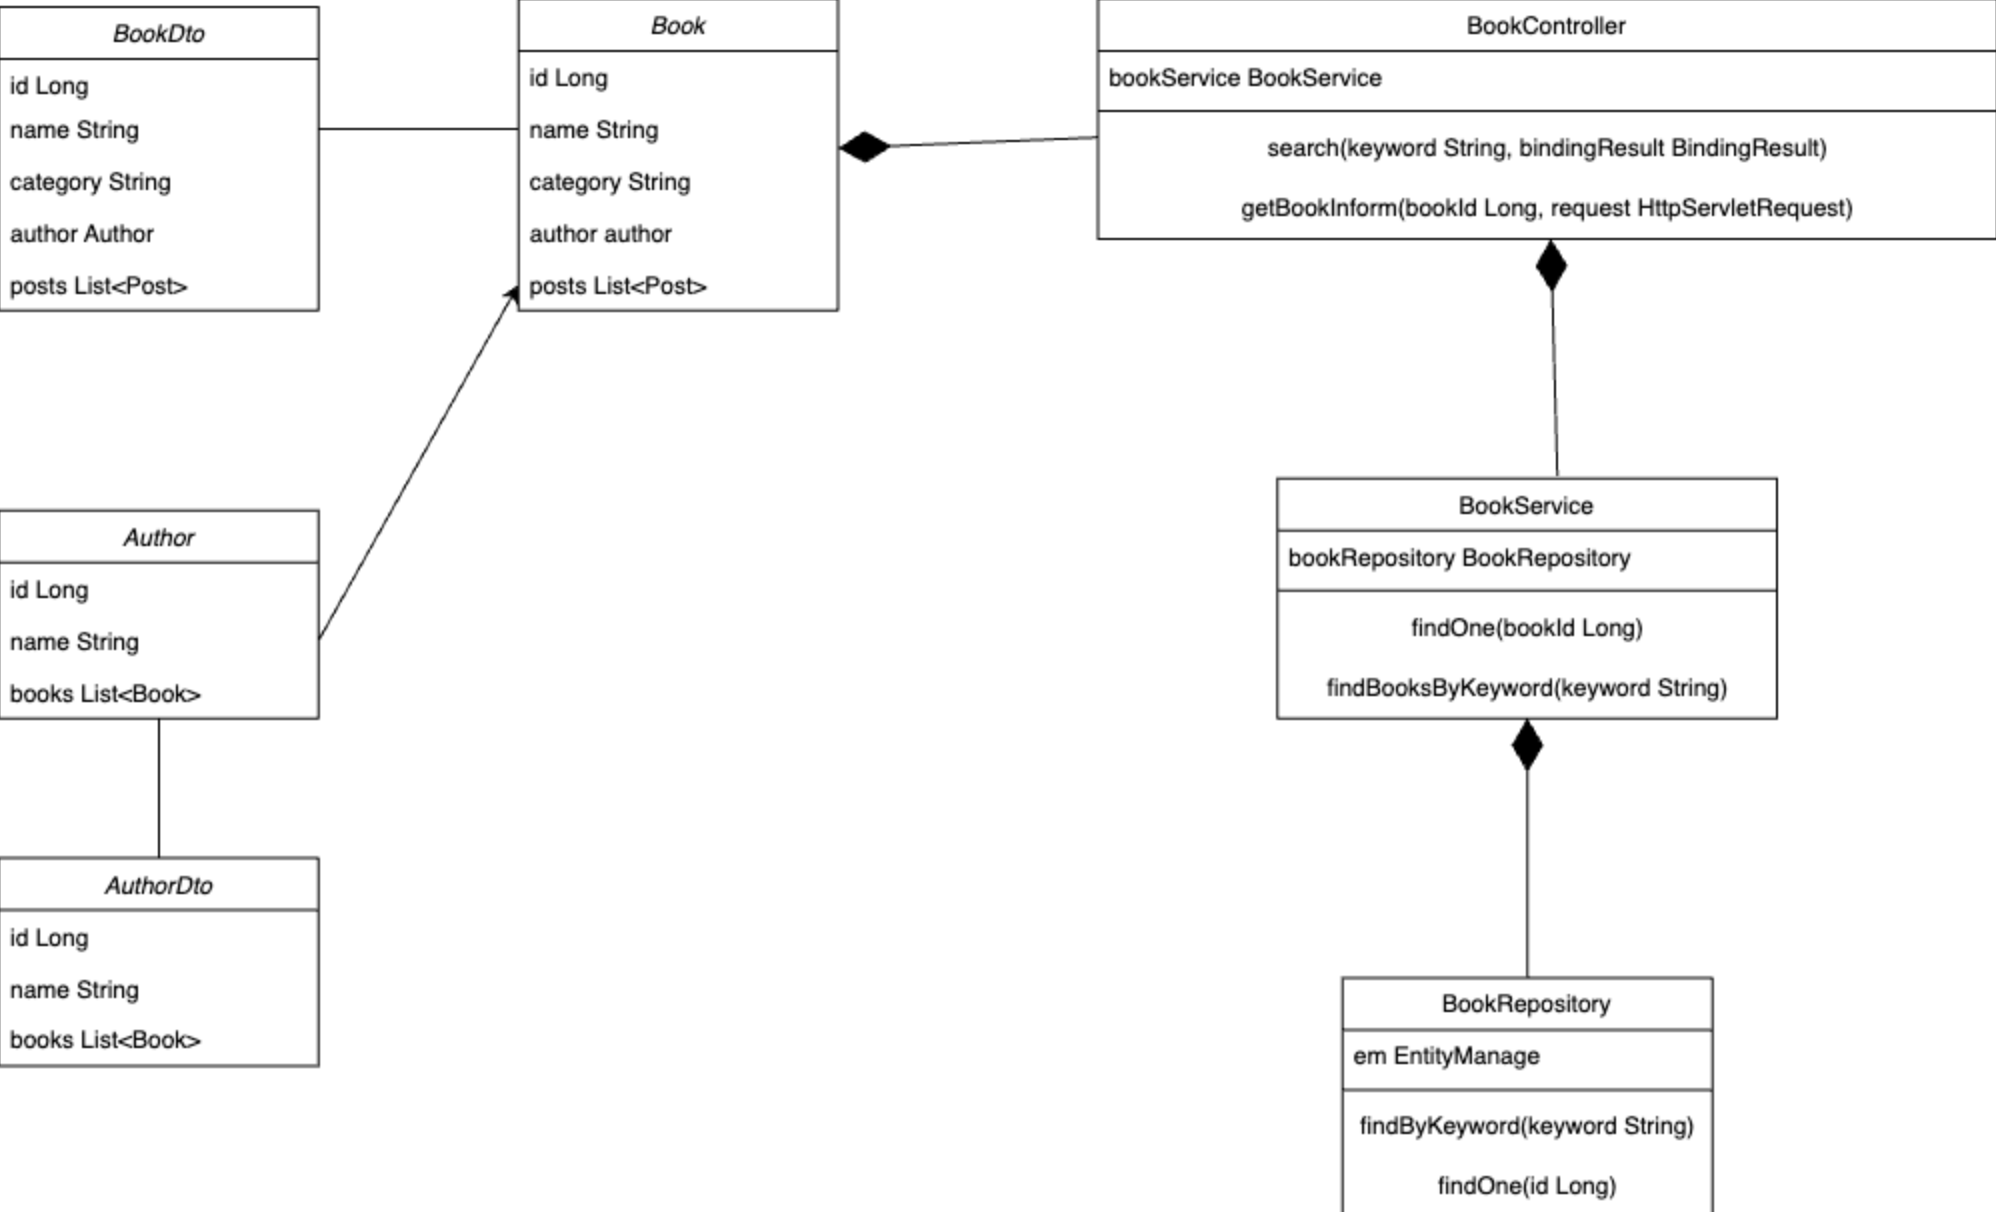 BookDto
id Long
name String
category String
author Author
posts List<Post>
Book
id Long
name String
category String
author author
posts List<Post>
BookController
bookService BookService
search(keyword String, bindingResult BindingResult)
getBookInform(bookId Long, request HttpServletRequest)
Author
id Long
name String
books List<Book>
BookService
bookRepository BookRepository
findOne(bookId Long)
findBooksByKeyword(keyword String)
AuthorDto
id Long
name String
books List<Book>
BookRepository
em EntityManage
findByKeyword(keyword String)
findOne(id Long)